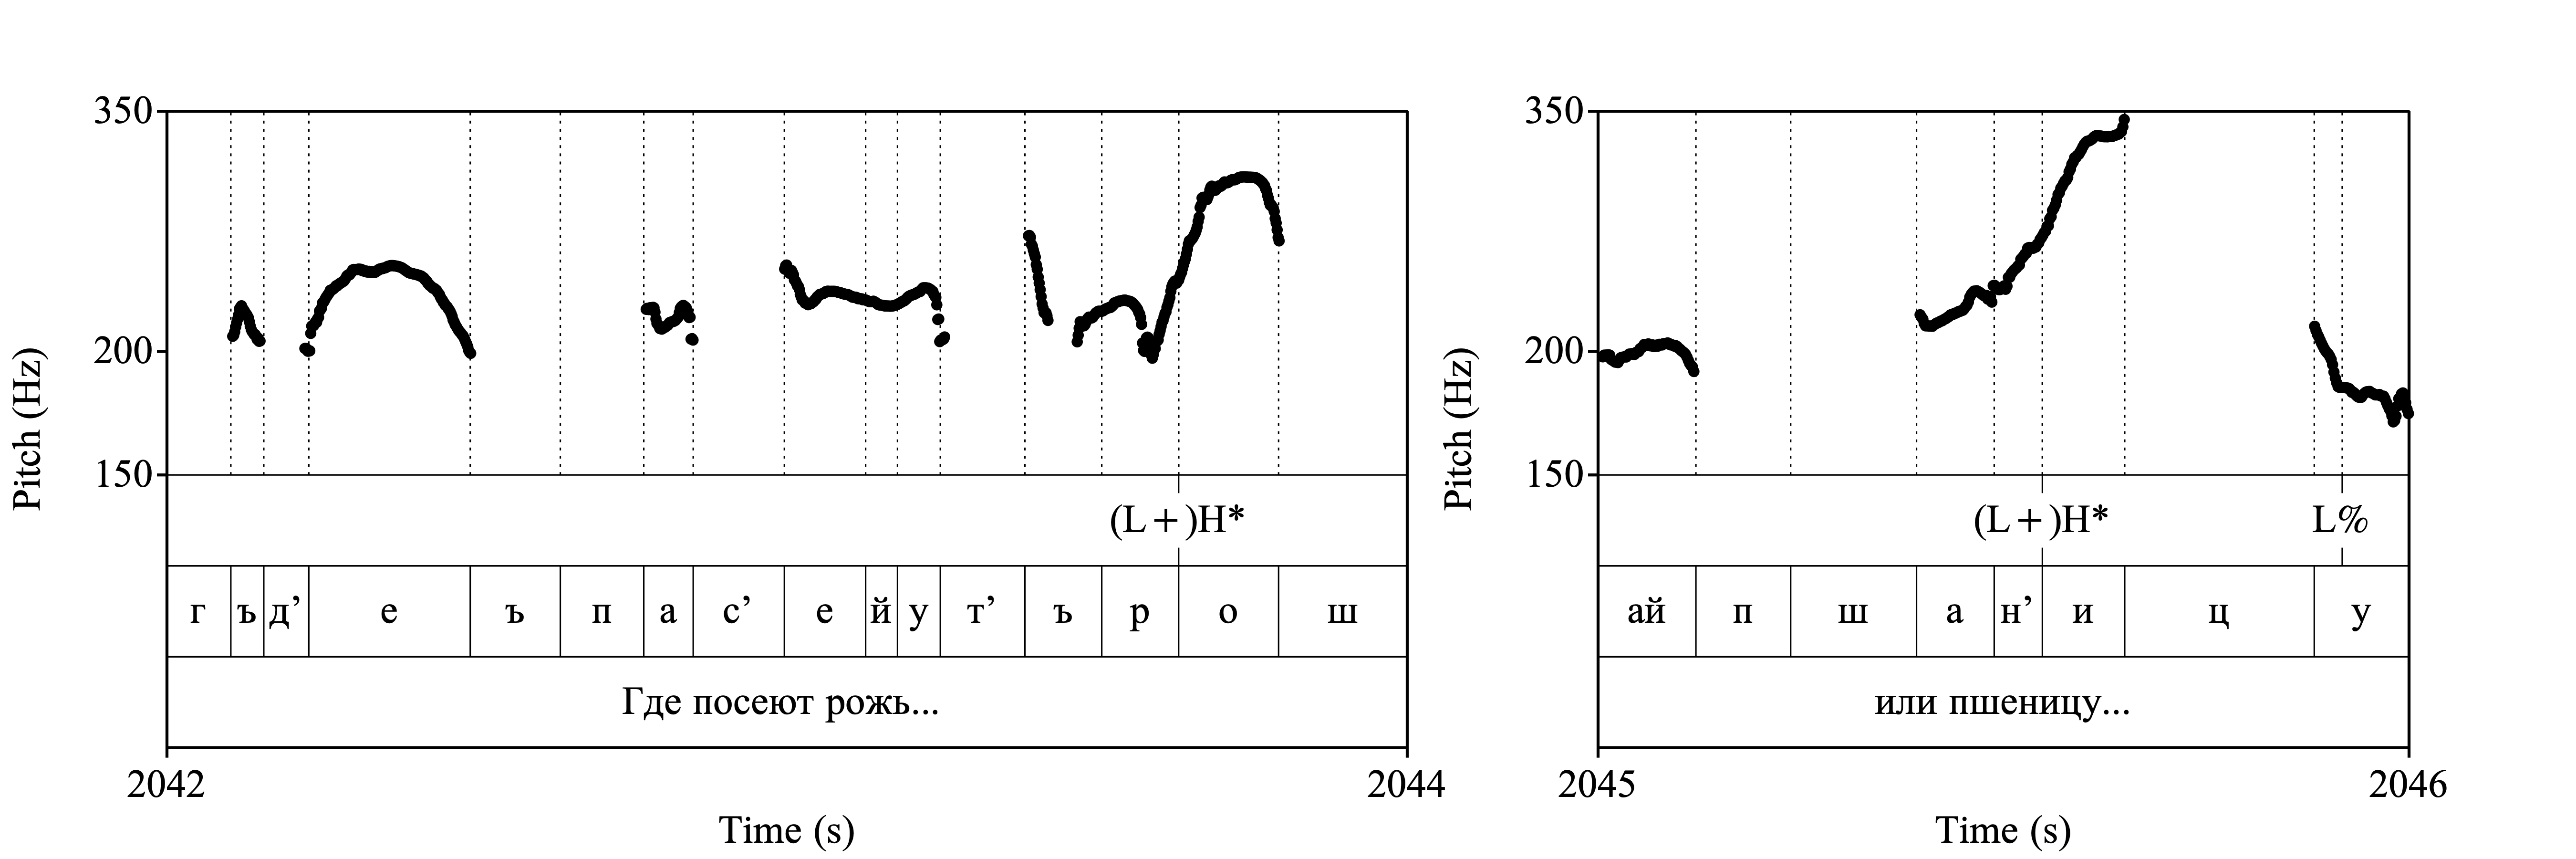 350
200
150
Pitch (Hz)
(L+)H*
г ъ д’ е ъ п а с’ е й у т’ ъ р о ш
Где посеют рожь...
2042 2044
Time (s)
350
200
150
Pitch (Hz)
(L+)H* L%
ай п ш а н’ и ц у
или пшеницу...
2045 2046
Time (s)